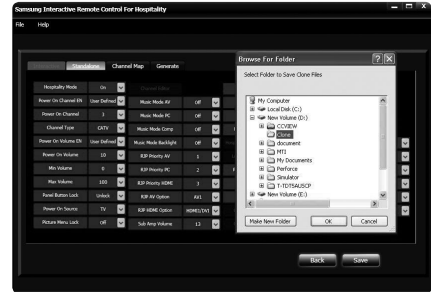 Samsung Interactive Remote Control For Hospitality
File Help
Standalone Channel Map Generate
Hospitality Mode On
Power On Channel EN User Defined
Power On Channel 3
Channel Type CATV
Power On Volume EN User Defined
Power On Volume 10
Min Volume 0
Max Volume 100
Panel Button Lock Unlock
Power On Source TV
Picture Menu Lock Off
Music Mode AV Off
Music Mode PC Off
Music Mode Comp Off
Music Mode Backlight Off
RJP Priority AV 1
RJP Priority PC 2
RJP Priority HDMI 3
RJP AV Option AV1
RJP HDMI Option HDMI1/DVI
Sub Amp Volume 13
Browse For Folder
Select Folder to Save Clone Files
My Computer
Local Disk (C:)
New Volume (D:)
CCVIEW
Clone
document
MTI
My Documents
Perforce
Simulator
T-TDT5AUSCP
New Volume (E:)
Make New Folder OK Cancel
Back Save